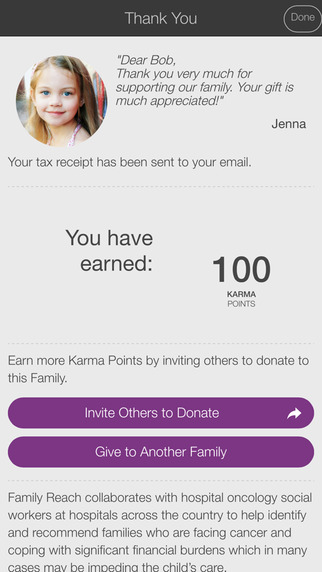 Thank You
Done
"Dear Bob,
Thank you very much for
supporting our family. Your gift is
much appreciated!"
Jenna
Your tax receipt has been sent to your email.
You have
earned:
100
KARMA
POINTS
Earn more Karma Points by inviting others to donate to
this Family.
Invite Others to Donate
Give to Another Family
Family Reach collaborates with hospital oncology social
workers at hospitals across the country to help identify
and recommend families who are facing cancer and
coping with significant financial burdens which in many
cases may be impeding the child's care.